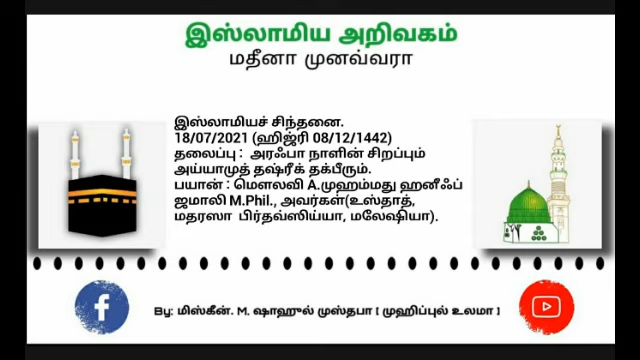 இஸ்லாமிய அறிவகம்
மதீனா முனவ்வரா
இஸ்லாமியச் சிந்தனை.
18/07/2021 (ஹிஜ்ரி 08/12/1442)
தலைப்பு : அரஃபா நாளின் சிறப்பும்
அய்யாமுத் தஷ்ரீக் தக்பீரும்.
பயான் : மௌலவி A.முஹம்மது ஹனீஃப்
ஜமாலி M.Phil., அவர்கள்(உஸ்தாத்,
மதரஸா பிர்தவ்ஸிய்யா, மலேஷியா).
By: மிஸ்கீன். M. ஷாஹுல் முஸ்தபா [ முஹிப்புல் உலமா ]